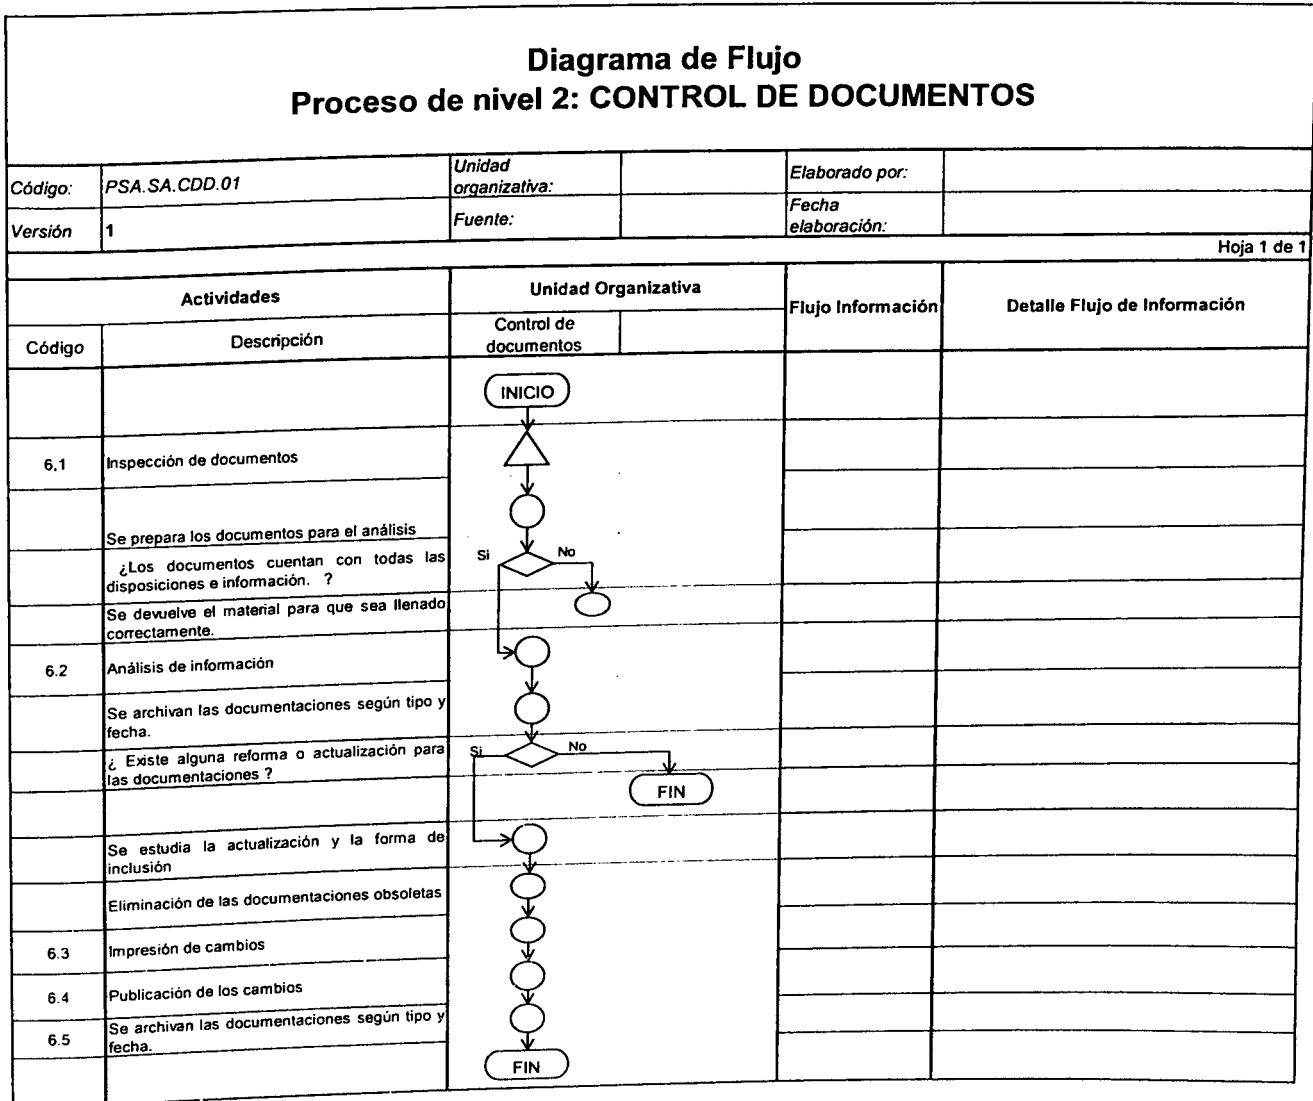 Diagrama de Flujo
Proceso de nivel 2: CONTROL DE DOCUMENTOS
Código: PSA.SA.CDD.01 Unidad organizativa: Elaborado por:
Versión 1 Fuente: Fecha elaboración:
Hoja 1 de 1
Actividades Unidad Organizativa Flujo Información Detalle Flujo de Información
Código Descripción Control de documentos
INICIO
6.1 Inspección de documentos
Se prepara los documentos para el análisis
¿Los documentos cuentan con todas las
disposiciones e información. ?
Si No
Se devuelve el material para que sea llenado
correctamente.
6.2 Análisis de información
Se archivan las documentaciones según tipo y
fecha.
¿ Existe alguna reforma o actualización para
las documentaciones ?
Si No
FIN
Se estudia la actualización y la forma de
inclusión
Eliminación de las documentaciones obsoletas
6.3 Impresión de cambios
6.4 Publicación de los cambios
6.5 Se archivan las documentaciones según tipo y
fecha.
FIN